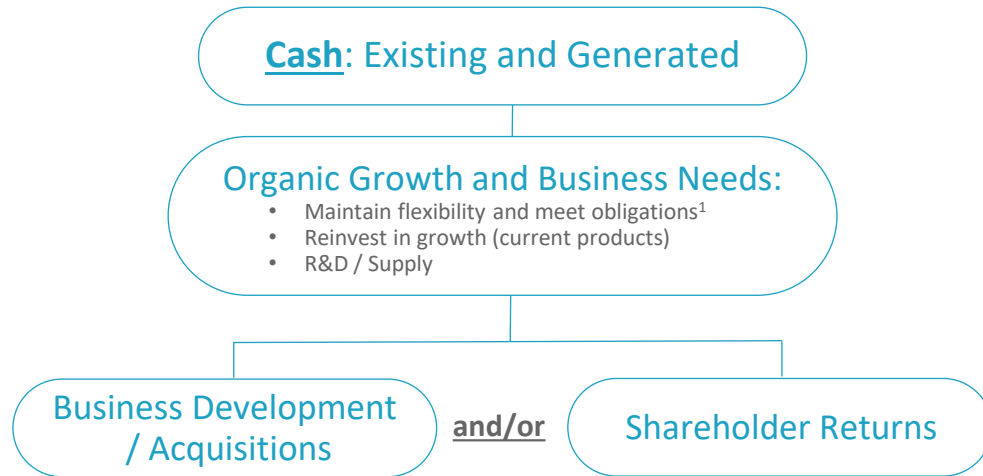 Cash: Existing and Generated
Organic Growth and Business Needs:
• Maintain flexibility and meet obligations¹
• Reinvest in growth (current products)
• R&D / Supply
Business Development
/ Acquisitions
and/or
Shareholder Returns